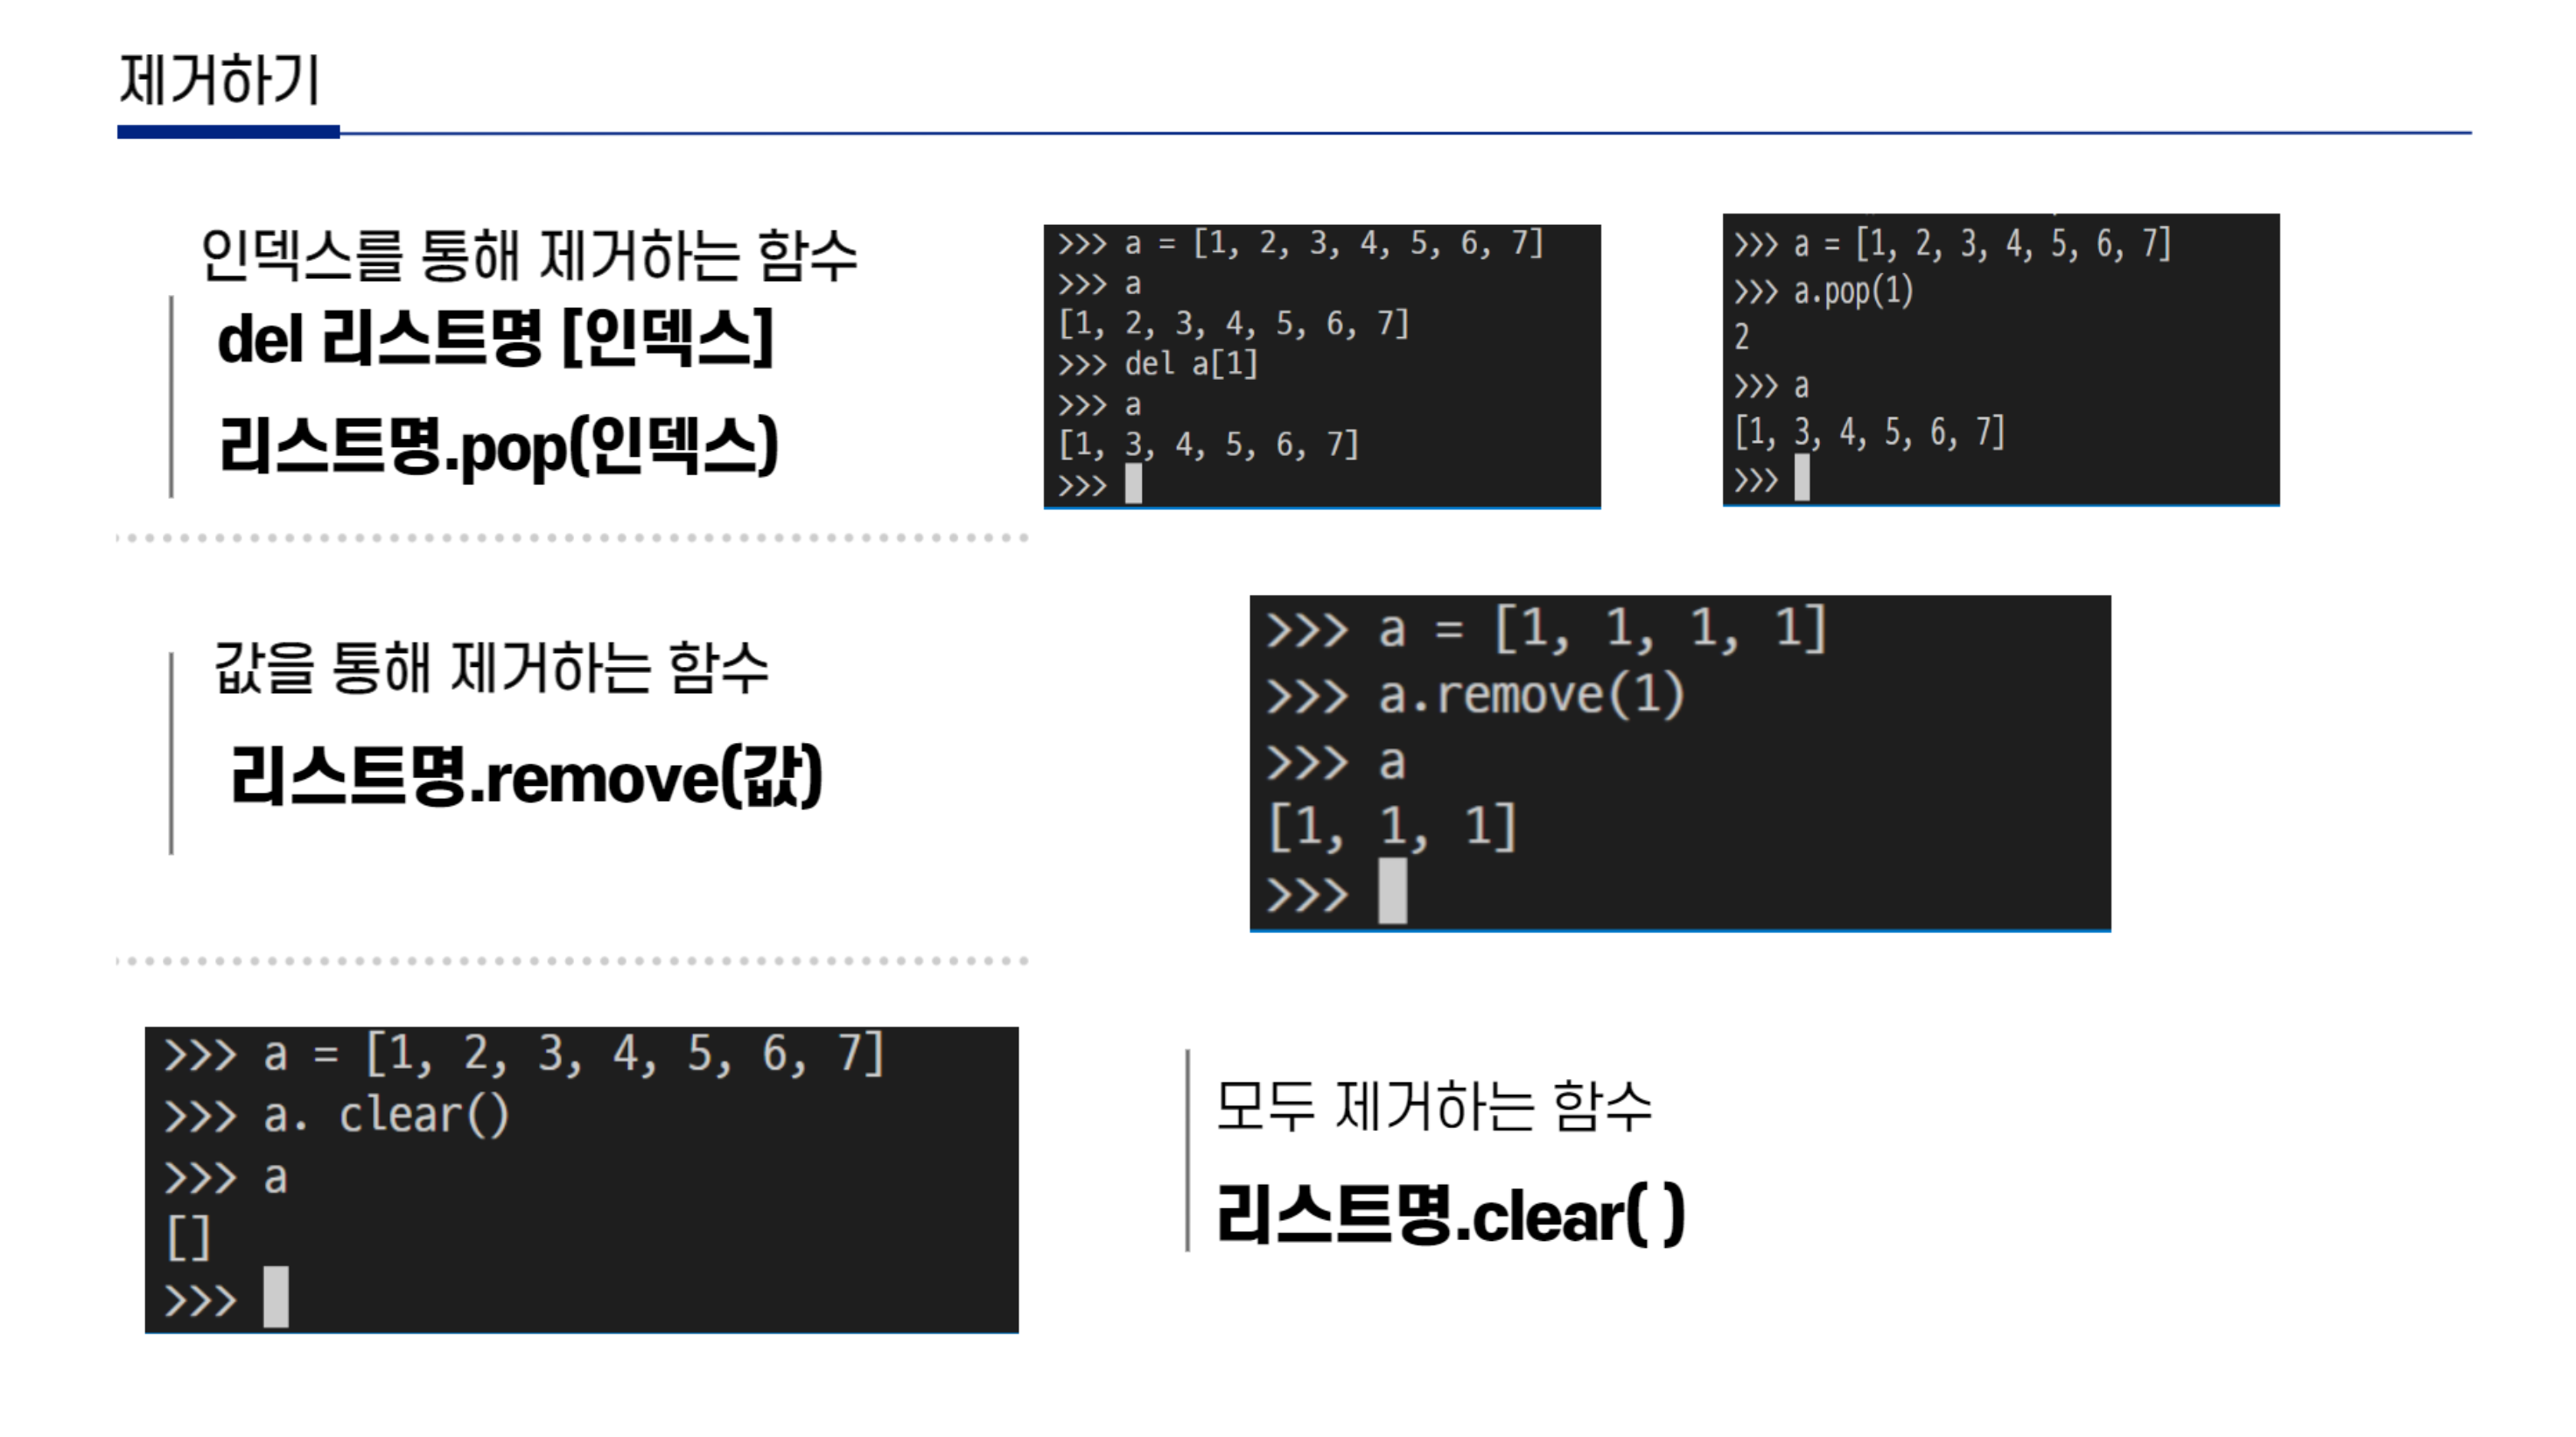 제거하기
인덱스를 통해 제거하는 함수
del 리스트명 [인덱스]
리스트명.pop(인덱스)
>>> a = [1, 2, 3, 4, 5, 6, 7]
>>> a
[1, 2, 3, 4, 5, 6, 7]
>>> del a[1]
>>> a
[1, 3, 4, 5, 6, 7]
>>>
>>> a = [1, 2, 3, 4, 5, 6, 7]
>>> a.pop(1)
2
>>> a
[1, 3, 4, 5, 6, 7]
>>>
값을 통해 제거하는 함수
리스트명.remove(값)
>>> a = [1, 1, 1, 1]
>>> a.remove(1)
>>> a
[1, 1, 1]
>>>
>>> a = [1, 2, 3, 4, 5, 6, 7]
>>> a. clear()
>>> a
[]
>>>
모두 제거하는 함수
리스트명.clear( )